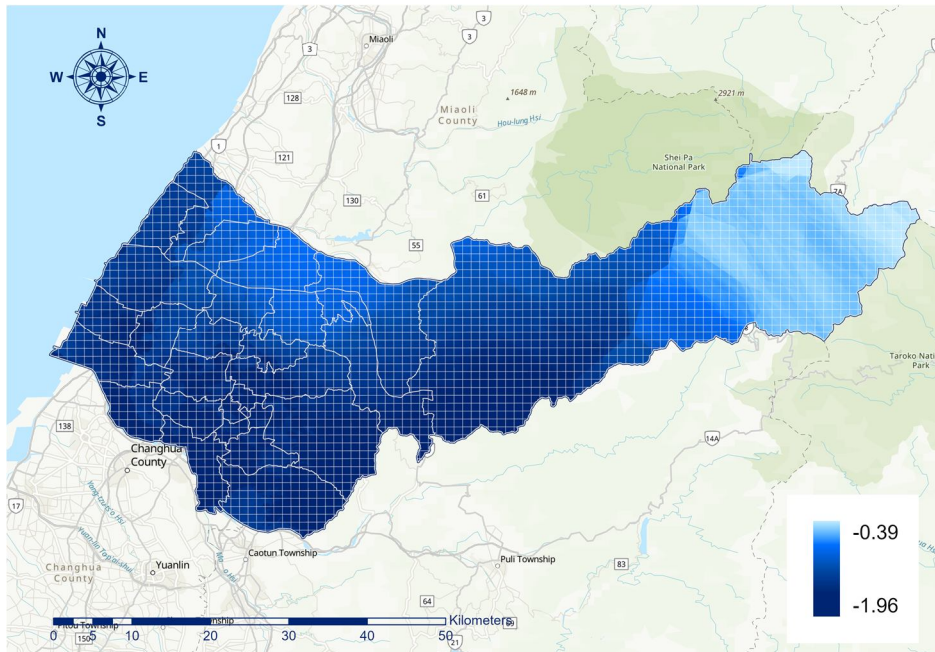 N
W E
S
Miaoli
3
3
3
1
128
1648 m
2921 m
Miaoli
County
Hou-lung Hsi
121
Shei Pa
National Park
130
61
7A
55
Taroko Nati
Park
138
Changhua
County
14A
17
Caotun Township
Yuanlin
Puli Township
83
Changhua
County
64
-0.39
-1.96
Kilometers
0 5 10 20 30 40 50
150
21